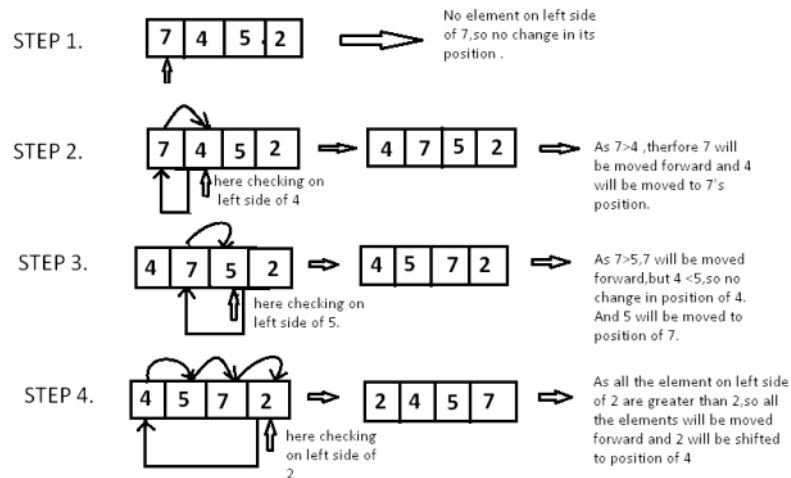 STEP 1.
7 4 5 2
No element on left side
of 7,so no change in its
position .
STEP 2.
7 4 5 2
here checking on
left side of 4
4 7 5 2
As 7>4 ,therfore 7 will
be moved forward and 4
will be moved to 7's
position.
STEP 3.
4 7 5 2
here checking on
left side of 5.
4 5 7 2
As 7>5,7 will be moved
forward,but 4 <5,so no
change in position of 4.
And 5 will be moved to
position of 7.
STEP 4.
4 5 7 2
here checking
on left side of
2
2 4 5 7
As all the element on left side
of 2 are greater than 2,so all
the elements will be moved
forward and 2 will be shifted
to position of 4